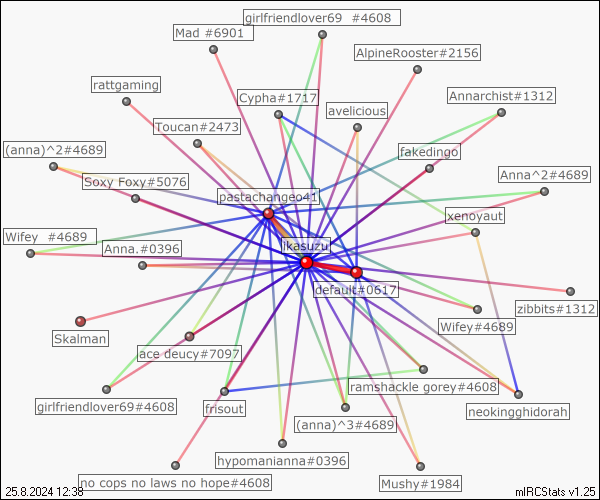 girlfriendlover69  #4608
Mad #6901
AlpineRooster#2156
rattgaming
Cypha#1717
Annarchist#1312
avelicious
Toucan#2473
(anna)^2#4689
fakedingo
Soxy Foxy#5076
Anna^2#4689
pastachangeo41
xenoyaut
Wifey  #4689
ikasuzu
Anna.#0396
default#0617
zibbits#1312
Skalman
Wifey#4689
ace deucy#7097
ramshackle gorey#4608
girlfriendlover69#4608
frisout
neokingghidorah
(anna)^3#4689
hypomanianna#0396
no cops no laws no hope#4608
Mushy#1984
25.8.2024 12:38
mIRCStats v1.25